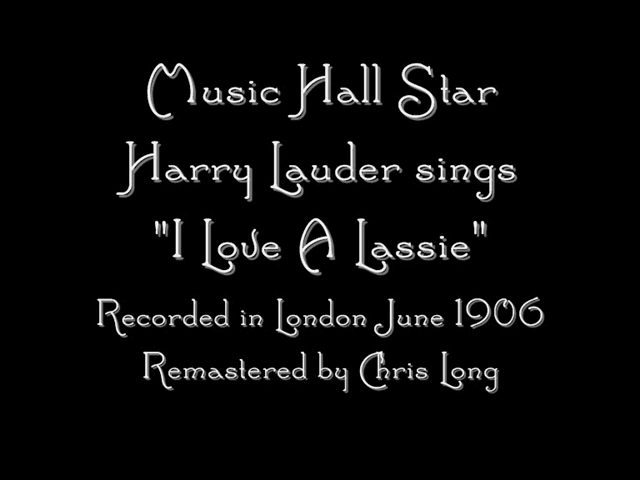 Music Hall Star
Harry Lauder sings
"I Love A Lassie"
Recorded in London June 1906
Remastered by Chris Long